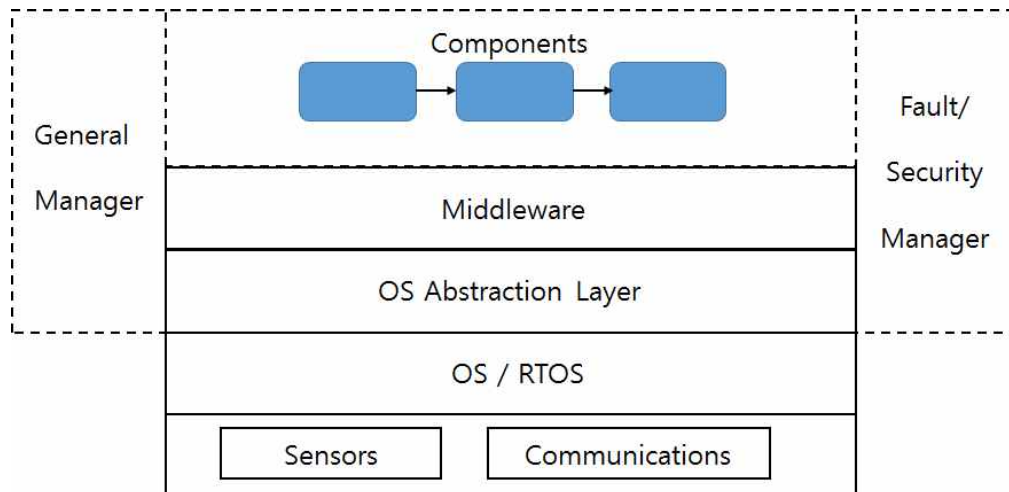 Components
General
Manager
Fault/
Security
Manager
Middleware
OS Abstraction Layer
OS / RTOS
Sensors
Communications